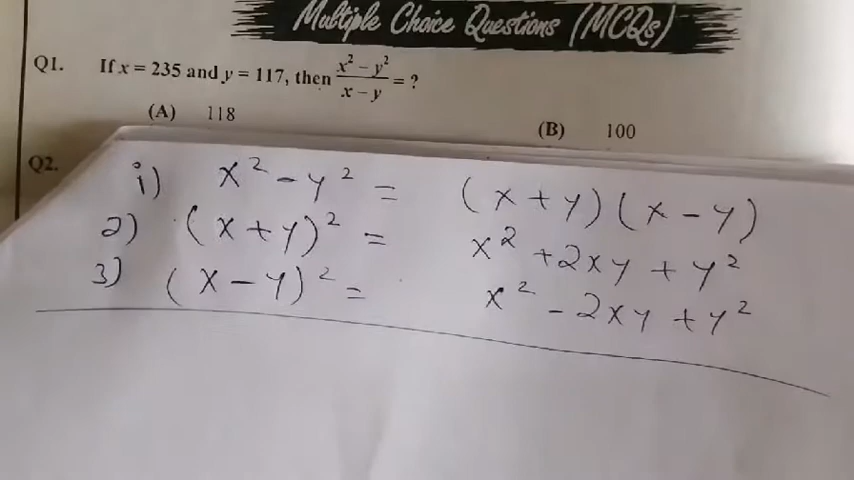 Multiple Choice Questions (MCQs)
Q1. If x = 235 and y = 117, then (x² – y²)/(x – y) = ?
(A) 118 (B) 100
Q2.
i) x² - y² = (x + y)(x - y)
2) (x + y)² = x² + 2xy + y²
3) (x - y)² = x² - 2xy + y²